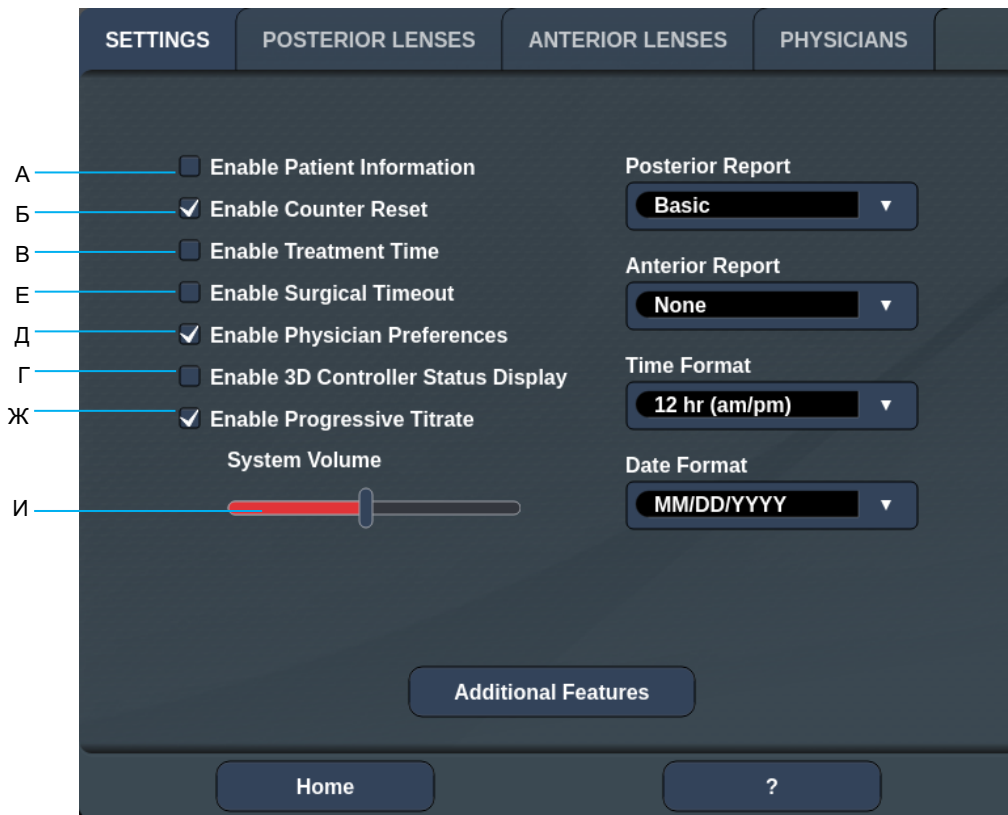 SETTINGS POSTERIOR LENSES ANTERIOR LENSES PHYSICIANS
А Enable Patient Information
Б Enable Counter Reset
В Enable Treatment Time
Е Enable Surgical Timeout
Д Enable Physician Preferences
Г Enable 3D Controller Status Display
Ж Enable Progressive Titrate
System Volume
И
Posterior Report
Basic
Anterior Report
None
Time Format
12 hr (am/pm)
Date Format
MM/DD/YYYY
Additional Features
Home ?